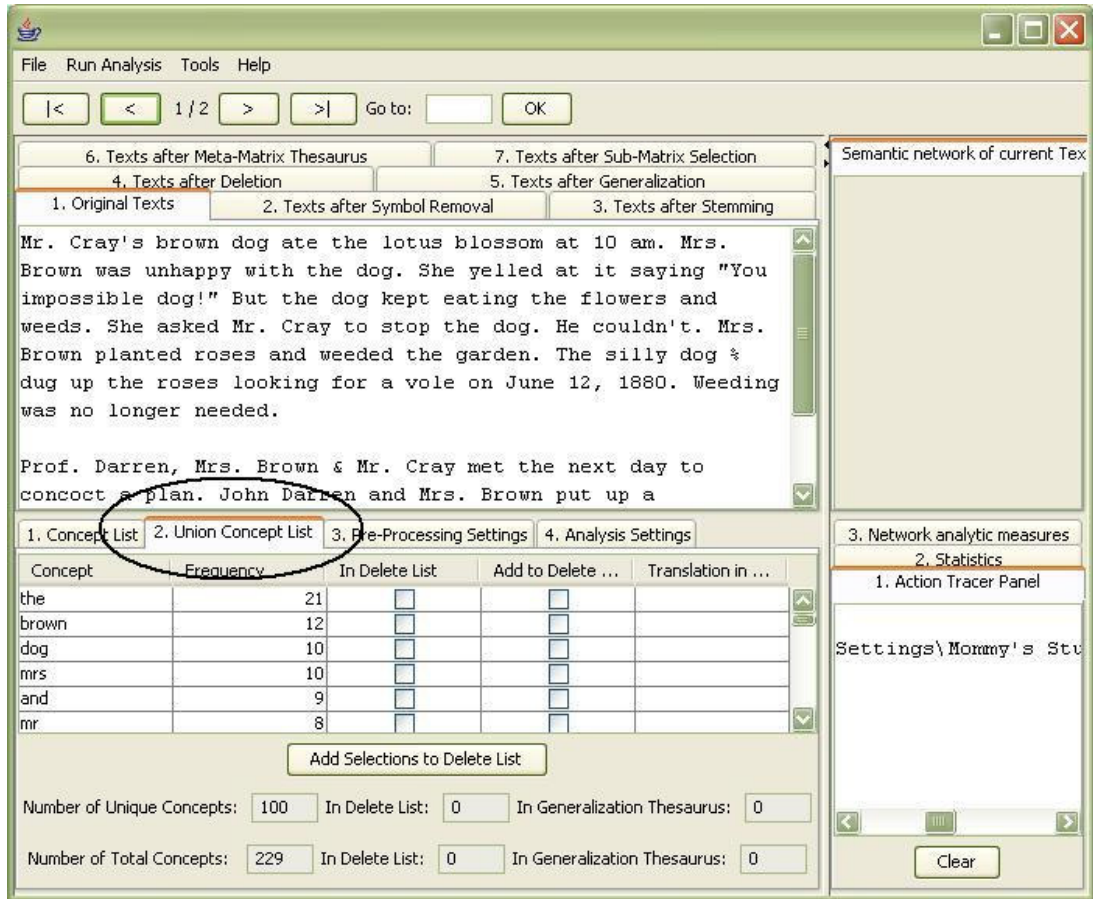 File Run Analysis Tools Help
|< < 1 / 2 > >| Go to: OK
6. Texts after Meta-Matrix Thesaurus 7. Texts after Sub-Matrix Selection
4. Texts after Deletion 5. Texts after Generalization
1. Original Texts 2. Texts after Symbol Removal 3. Texts after Stemming
Mr. Cray's brown dog ate the lotus blossom at 10 am. Mrs.
Brown was unhappy with the dog. She yelled at it saying "You
impossible dog!" But the dog kept eating the flowers and
weeds. She asked Mr. Cray to stop the dog. He couldn't. Mrs.
Brown planted roses and weeded the garden. The silly dog %
dug up the roses looking for a vole on June 12, 1880. Weeding
was no longer needed.
Prof. Darren, Mrs. Brown & Mr. Cray met the next day to
concoct a plan. John Darren and Mrs. Brown put up a
1. Concept List 2. Union Concept List 3. Pre-Processing Settings 4. Analysis Settings
Concept Frequency In Delete List Add to Delete ... Translation in ...
the 21
brown 12
dog 10
mrs 10
and 9
mr 8
Add Selections to Delete List
Number of Unique Concepts: 100 In Delete List: 0 In Generalization Thesaurus: 0
Number of Total Concepts: 229 In Delete List: 0 In Generalization Thesaurus: 0
Semantic network of current Tex
3. Network analytic measures
2. Statistics
1. Action Tracer Panel
Settings\Mommy's Stu
Clear